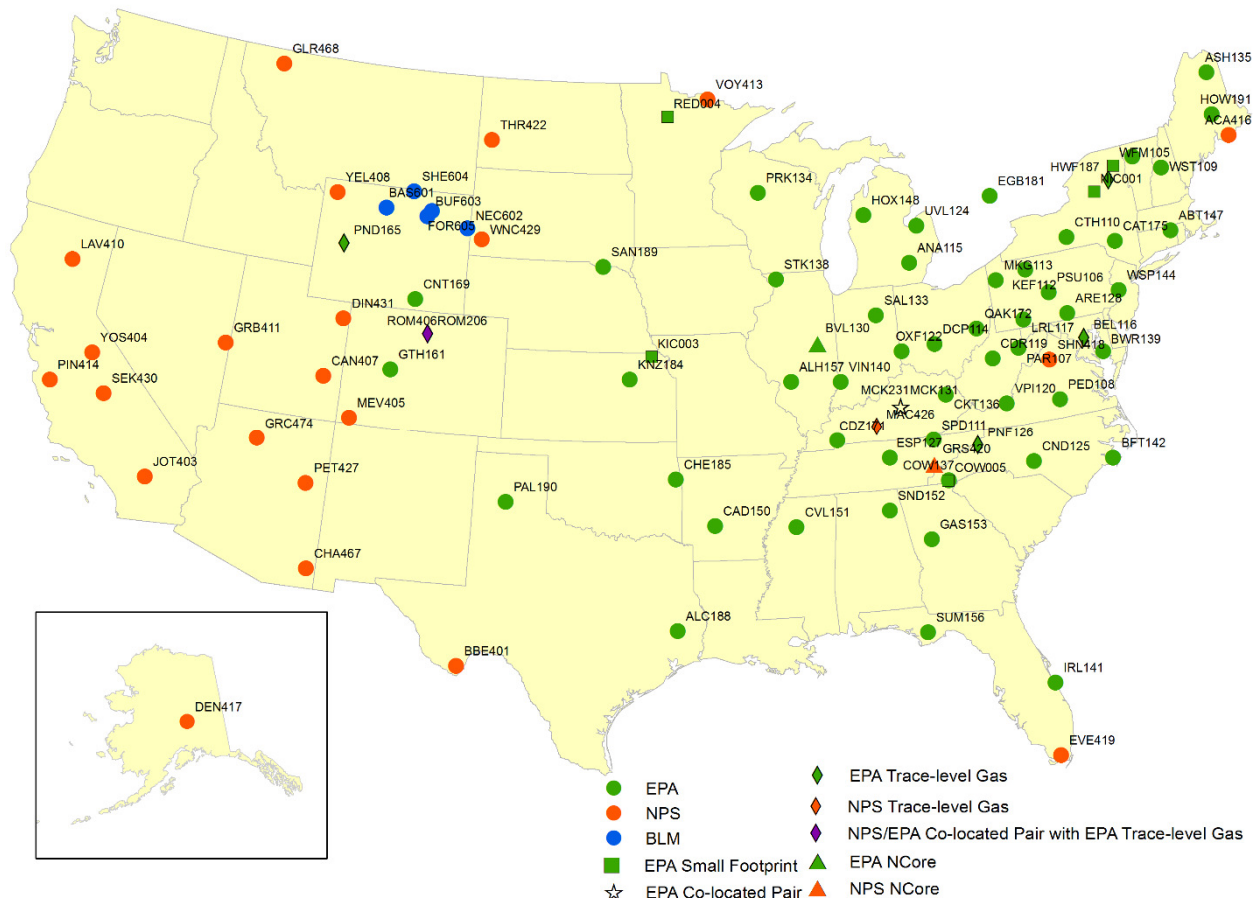 GLR468
ASH135
VOY413
RED004
HOW191
ACA416
THR422
WFM105
HWF187
NIC001
WST109
YEL408
SHE604
BAS601
BUF603
PRK134
EGB181
HOX148
UVL124
FOR605
NEC602
PND165
WNC429
CTH110
CAT175
ABT147
LAV410
SAN189
STK138
ANA115
MKG113
KEF112
PSU106
WSP144
CNT169
DIN431
ARE128
SAL133
QAK172
ROM406ROM206
BVL130
OXF122
DCP114
LRL117
BEL116
GRB411
YOS404
KIC003
CDR119
SHN418
BWR139
PAR107
PIN414
SEK430
CAN407
GTH161
KNZ184
ALH157
VIN140
MCK231MCK131
VPI120
PED108
MEV405
CKT136
MAC426
GRC474
CDZ171
SPD111
PNF126
ESP127
GRS420
CND125
BFT142
JOT403
PET427
CHE185
COW137
COW005
PAL190
CAD150
CVL151
SND152
GAS153
CHA467
ALC188
SUM156
BBE401
IRL141
DEN417
EVE419
EPA
NPS
BLM
EPA Small Footprint
EPA Co-located Pair
EPA Trace-level Gas
NPS Trace-level Gas
NPS/EPA Co-located Pair with EPA Trace-level Gas
EPA NCore
NPS NCore